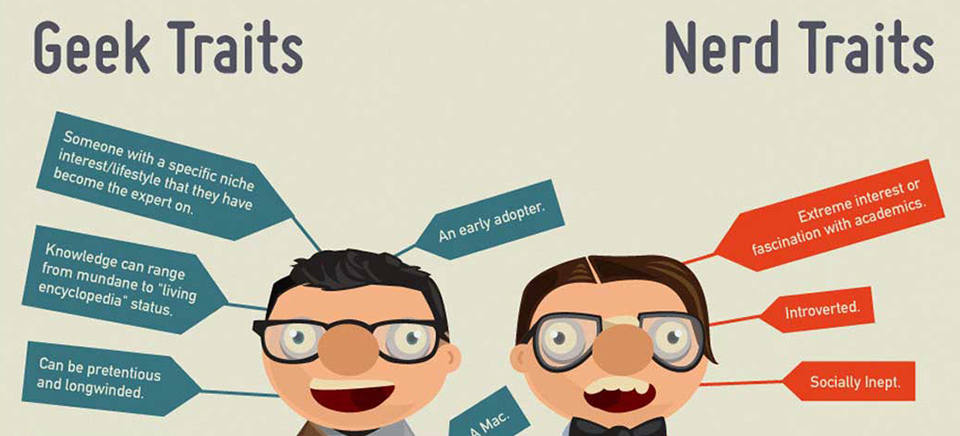 Geek Traits
Nerd Traits
Someone with a specific niche
interest/lifestyle that they have
become the expert on.
An early adopter.
Knowledge can range
from mundane to "living
encyclopedia" status.
Can be pretentious
and longwinded.
A Mac.
Extreme interest or
fascination with academics.
Introverted.
Socially Inept.